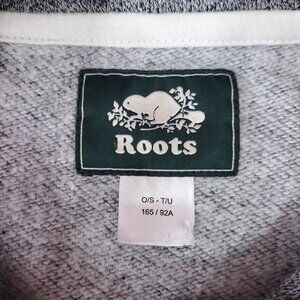 Roots
O/S - T/U
165 / 92A